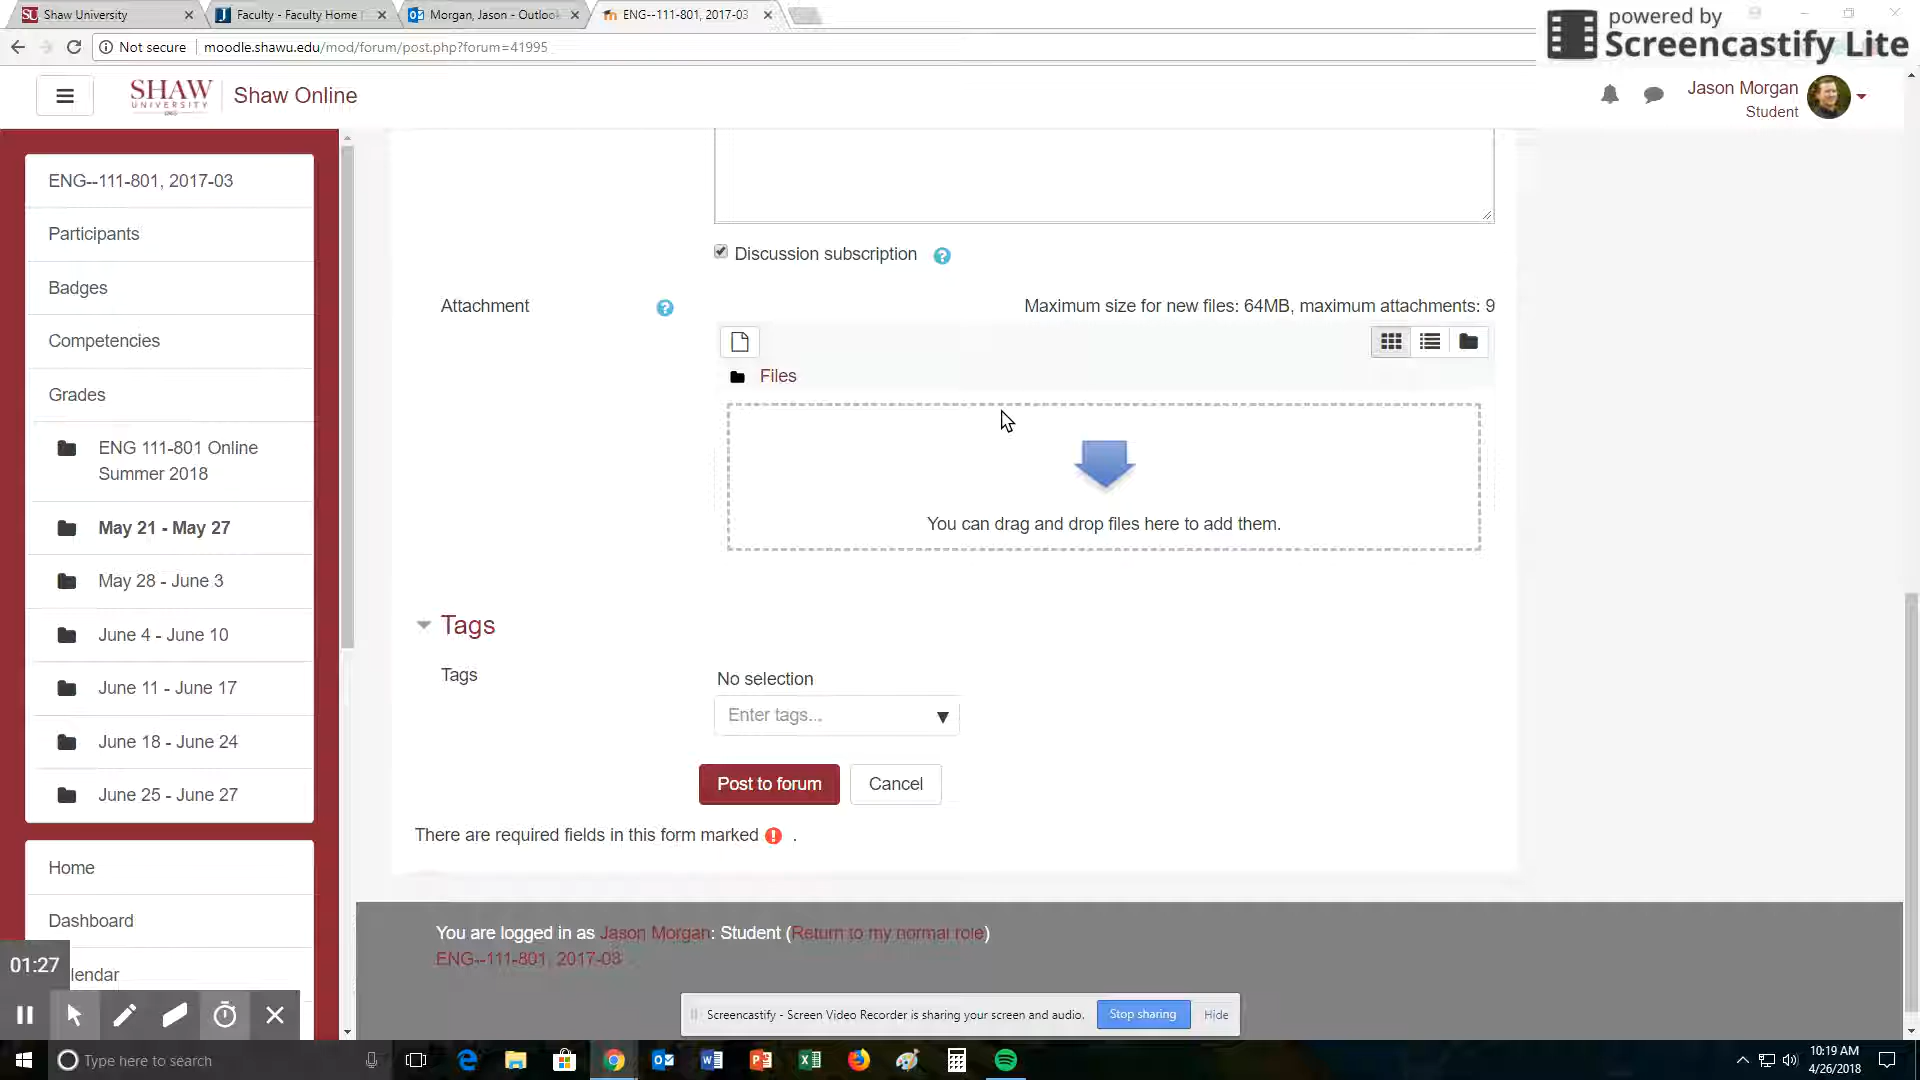 Shaw University
Faculty - Faculty Home
Morgan, Jason - Outlook
ENG--111-801, 2017-03
powered by
Screencastify Lite
Not secure
moodle.shawu.edu/mod/forum/post.php?forum=41995
SHAW
UNIVERSITY
Shaw Online
Jason Morgan
Student
ENG--111-801, 2017-03
Participants
Badges
Competencies
Grades
ENG 111-801 Online
Summer 2018
May 21 - May 27
May 28 - June 3
June 4 - June 10
June 11 - June 17
June 18 - June 24
June 25 - June 27
Home
Dashboard
lendar
Discussion subscription
Attachment
Maximum size for new files: 64MB, maximum attachments: 9
Files
You can drag and drop files here to add them.
Tags
Tags
No selection
Enter tags...
Post to forum
Cancel
There are required fields in this form marked .
You are logged in as Jason Morgan: Student (Return to my normal role)
ENG--111-801, 2017-03
01:27
Screencastify - Screen Video Recorder is sharing your screen and audio.
Stop sharing
Hide
Type here to search
10:19 AM
4/26/2018